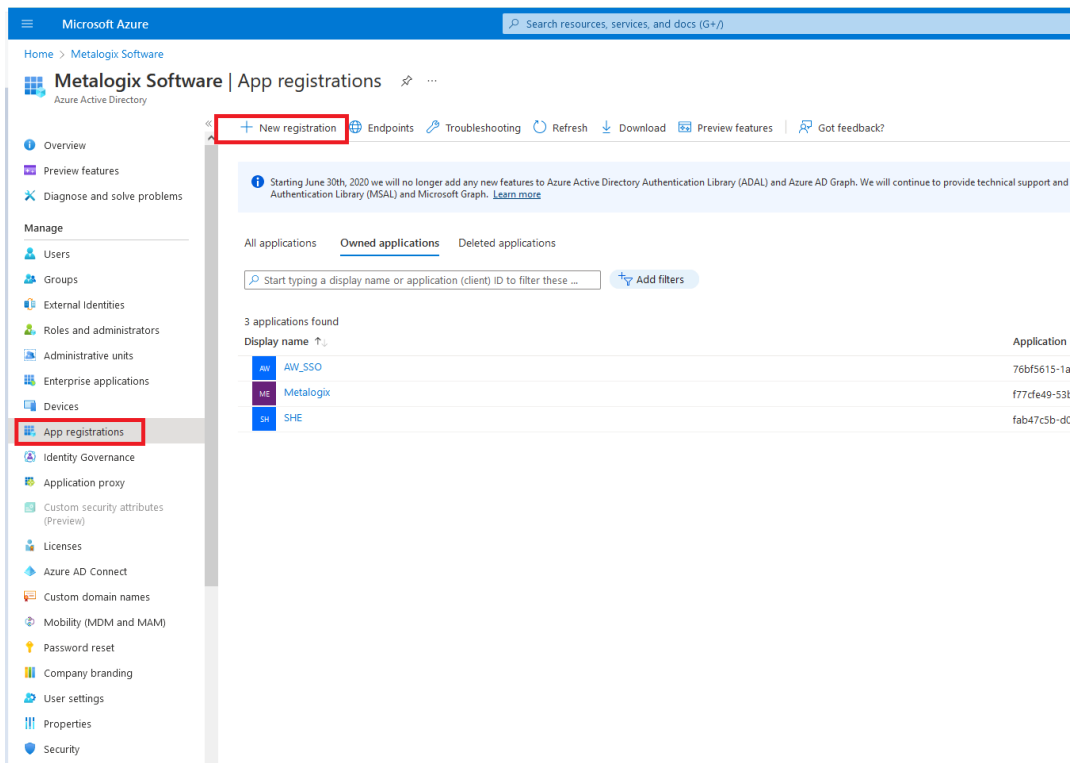 Microsoft Azure
Search resources, services, and docs (G+/)
Home > Metalogix Software
Metalogix Software | App registrations ...
Azure Active Directory
«
+ New registration Endpoints Troubleshooting Refresh Download Preview features Got feedback?
Overview
Preview features
Diagnose and solve problems
Manage
Users
Groups
External Identities
Roles and administrators
Administrative units
Enterprise applications
Devices
App registrations
Identity Governance
Application proxy
Custom security attributes
(Preview)
Licenses
Azure AD Connect
Custom domain names
Mobility (MDM and MAM)
Password reset
Company branding
User settings
Properties
Security
Starting June 30th, 2020 we will no longer add any new features to Azure Active Directory Authentication Library (ADAL) and Azure AD Graph. We will continue to provide technical support and
Authentication Library (MSAL) and Microsoft Graph. Learn more
All applications Owned applications Deleted applications
Start typing a display name or application (client) ID to filter these ... Add filters
3 applications found
Display name ↑↓ Application
AW AW_SSO 76bf5615-1a
ME Metalogix f77cfe49-53b
SH SHE fab47c5b-d0